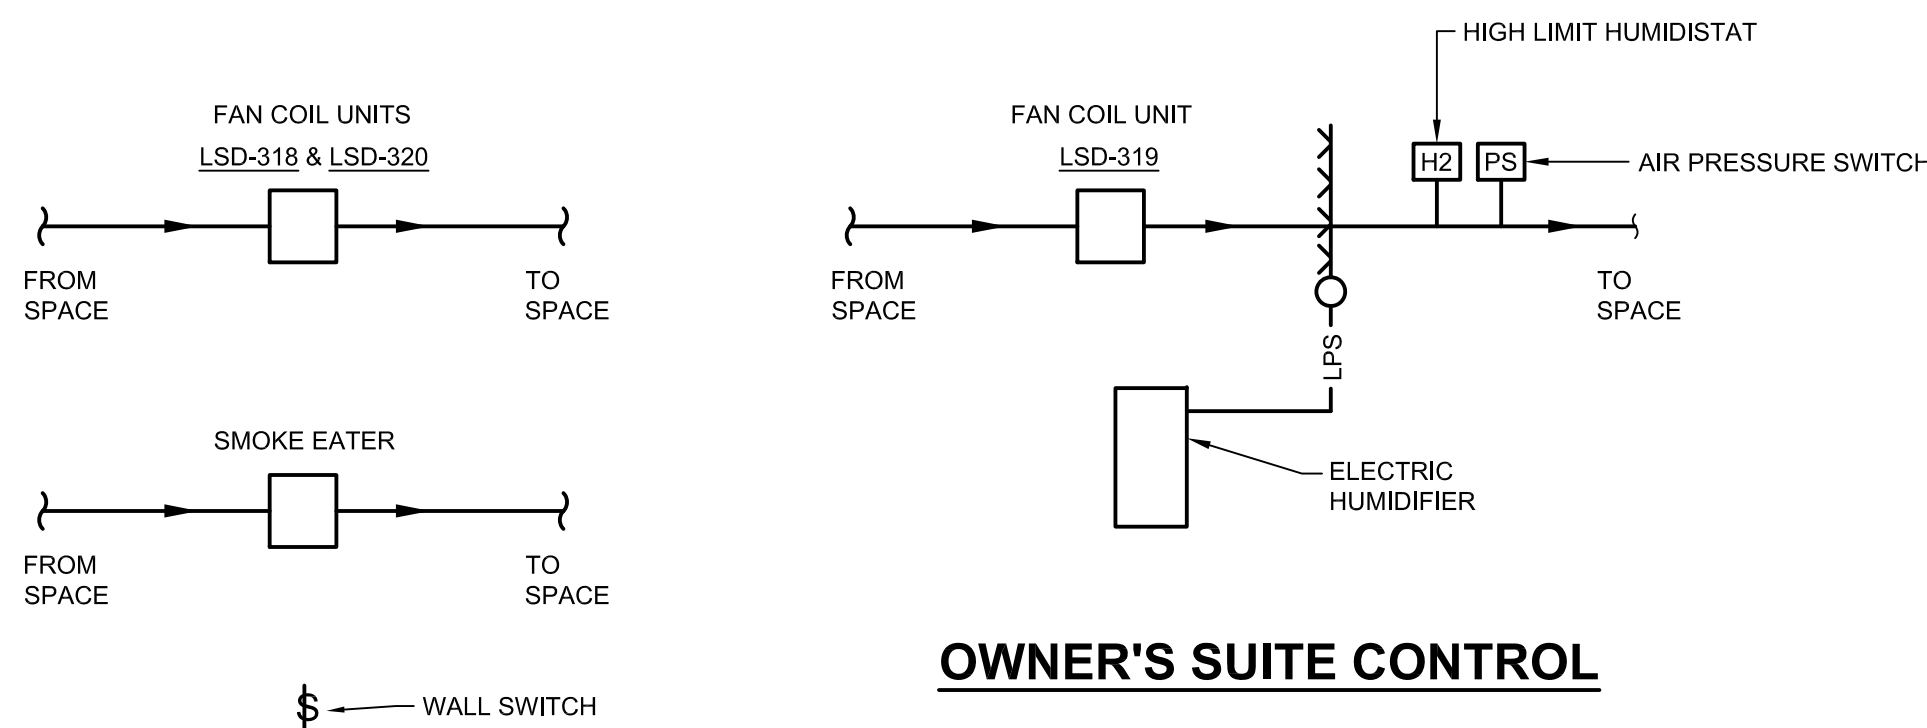 FAN COIL UNITS
LSD-318 & LSD-320
FROM
SPACE
TO
SPACE
SMOKE EATER
FROM
SPACE
TO
SPACE
$
WALL SWITCH
HIGH LIMIT HUMIDISTAT
FAN COIL UNIT
LSD-319
H2
PS
AIR PRESSURE SWITCH
FROM
SPACE
TO
SPACE
LPS
ELECTRIC
HUMIDIFIER
OWNER'S SUITE CONTROL